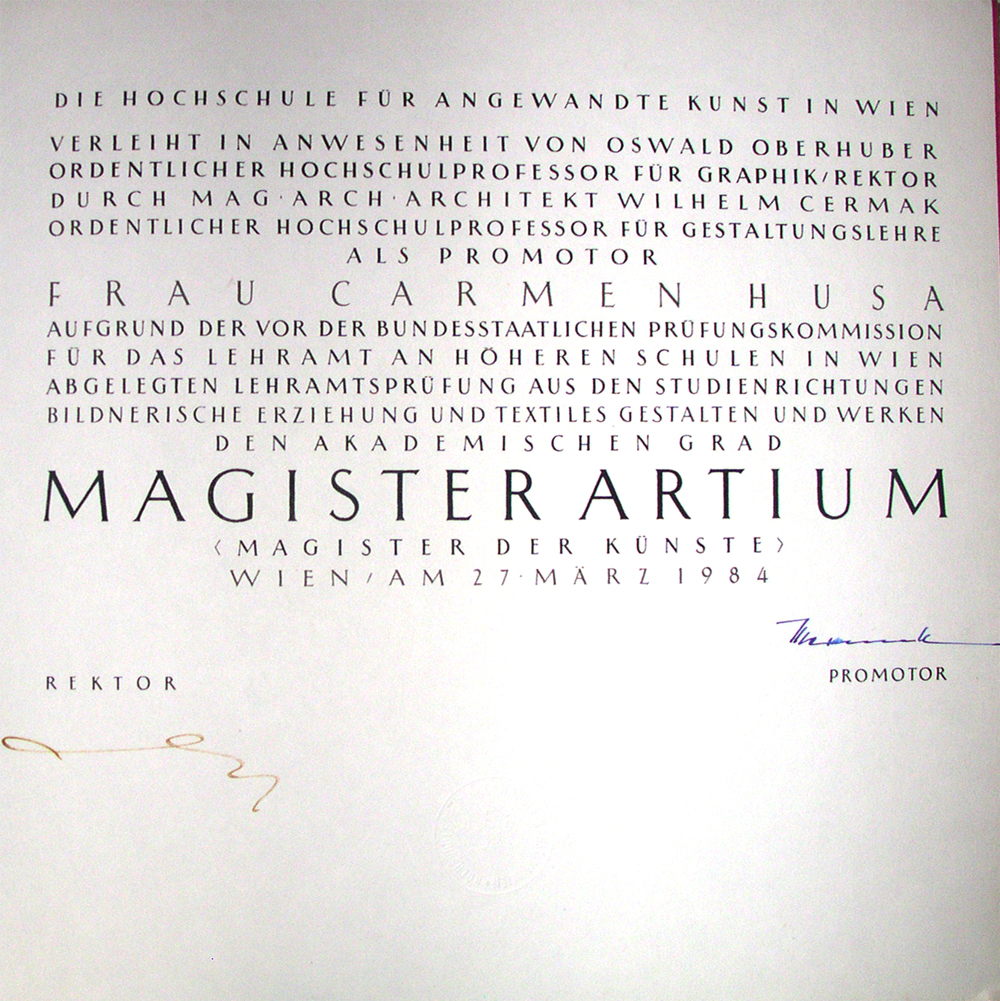 DIE HOCHSCHULE FÜR ANGEWANDTE KUNST IN WIEN
VERLEIHT IN ANWESENHEIT VON OSWALD OBERHUBER
ORDENTLICHER HOCHSCHULPROFESSOR FÜR GRAPHIK/REKTOR
DURCH MAG·ARCH·ARCHITEKT WILHELM CERMAK
ORDENTLICHER HOCHSCHULPROFESSOR FÜR GESTALTUNGSLEHRE
ALS PROMOTOR
FRAU CARMEN HUSA
AUFGRUND DER VOR DER BUNDESSTAATLICHEN PRÜFUNGSKOMMISSION
FÜR DAS LEHRAMT AN HÖHEREN SCHULEN IN WIEN
ABGELEGTEN LEHRAMTSPRÜFUNG AUS DEN STUDIENRICHTUNGEN
BILDNERISCHE ERZIEHUNG UND TEXTILES GESTALTEN UND WERKEN
DEN AKADEMISCHEN GRAD
MAGISTER ARTIUM
〈MAGISTER DER KÜNSTE〉
WIEN/AM 27·MÄRZ 1984
PROMOTOR
REKTOR